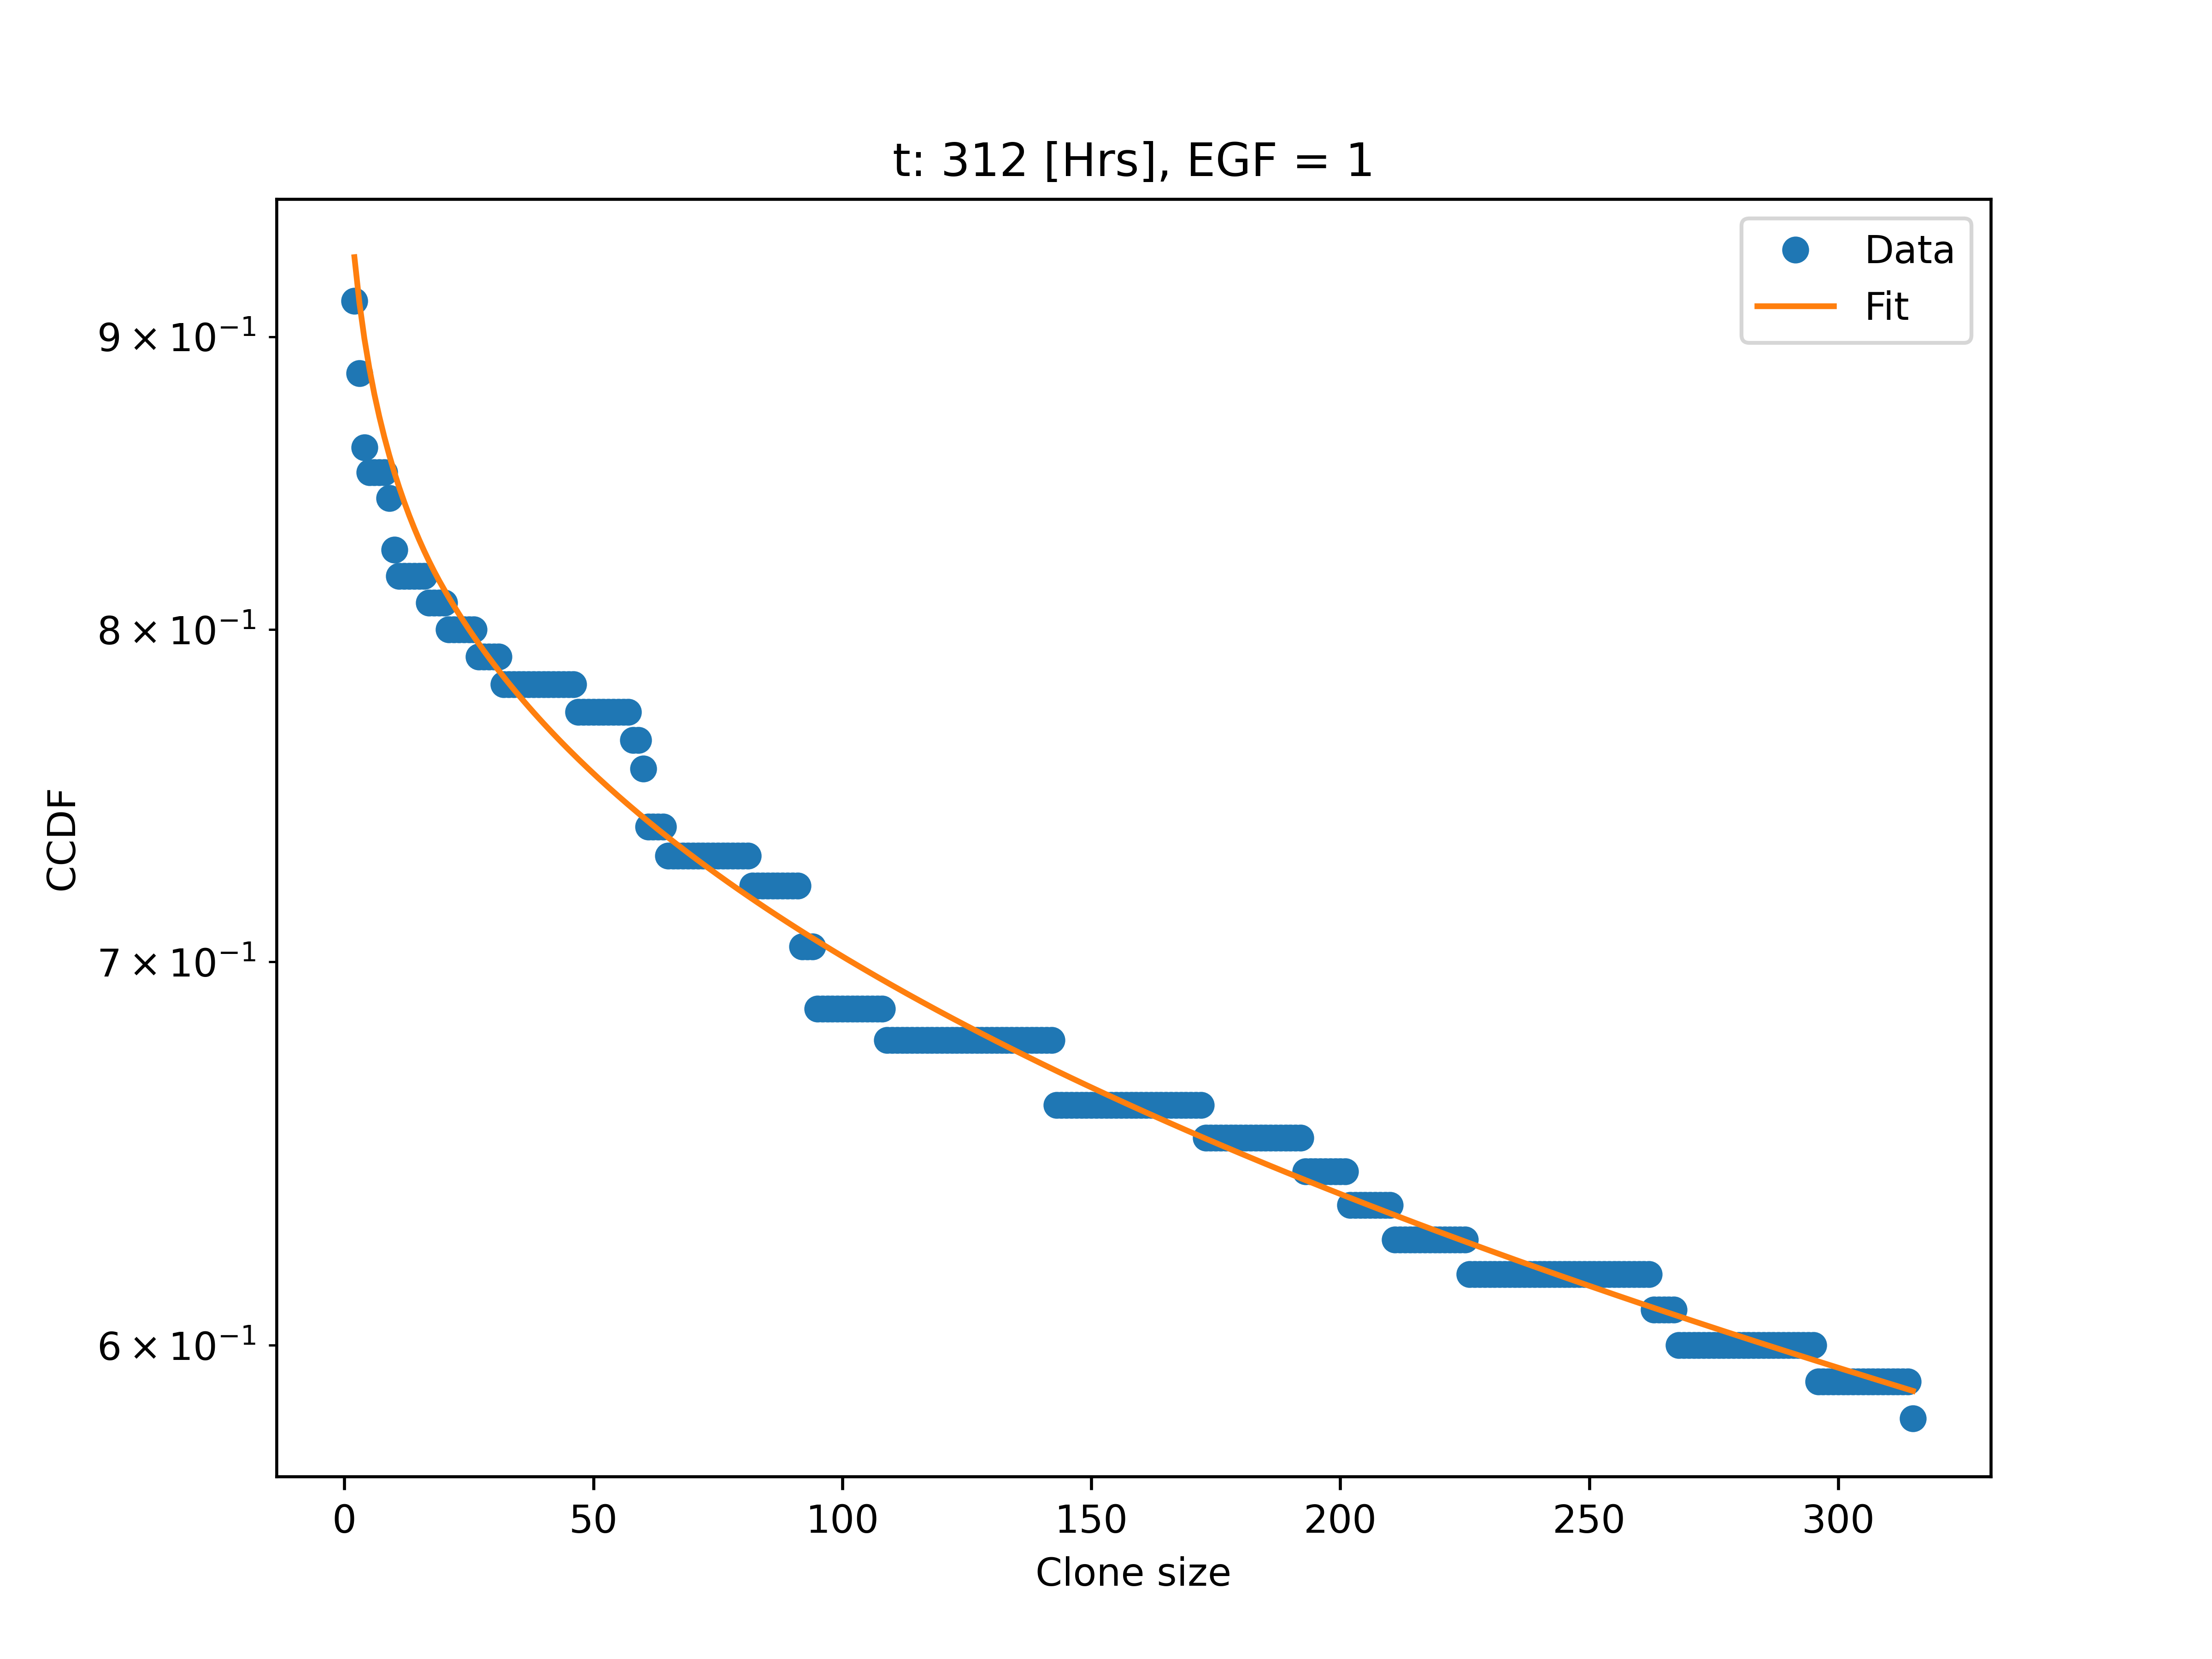 t: 312 [Hrs], EGF = 1
Data
Fit
9 × 10⁻¹
8 × 10⁻¹
7 × 10⁻¹
6 × 10⁻¹
CCDF
0 50 100 150 200 250 300
Clone size